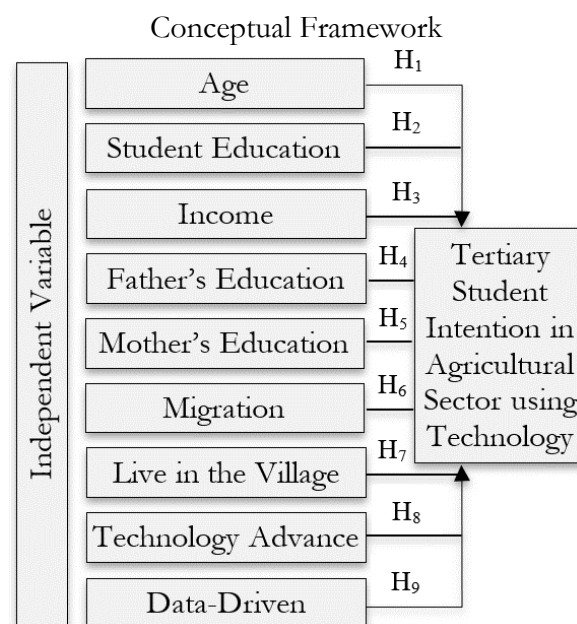 Conceptual Framework
Independent Variable
Age
H₁
Student Education
H₂
Income
H₃
Father's Education
H₄
Mother's Education
H₅
Migration
H₆
Live in the Village
H₇
Technology Advance
H₈
Data-Driven
H₉
Tertiary
Student
Intention in
Agricultural
Sector using
Technology